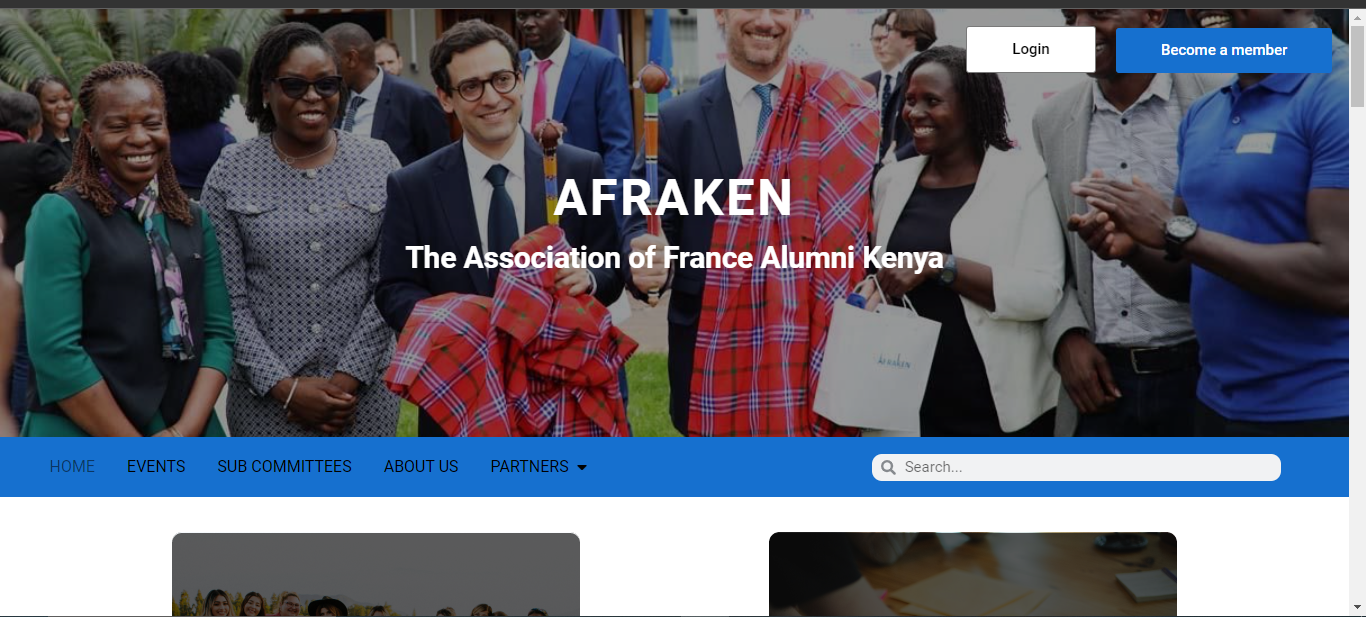 Login
Become a member
AFRAKEN
The Association of France Alumni Kenya
AFRAKEN
HOME
EVENTS
SUB COMMITTEES
ABOUT US
PARTNERS
Search...